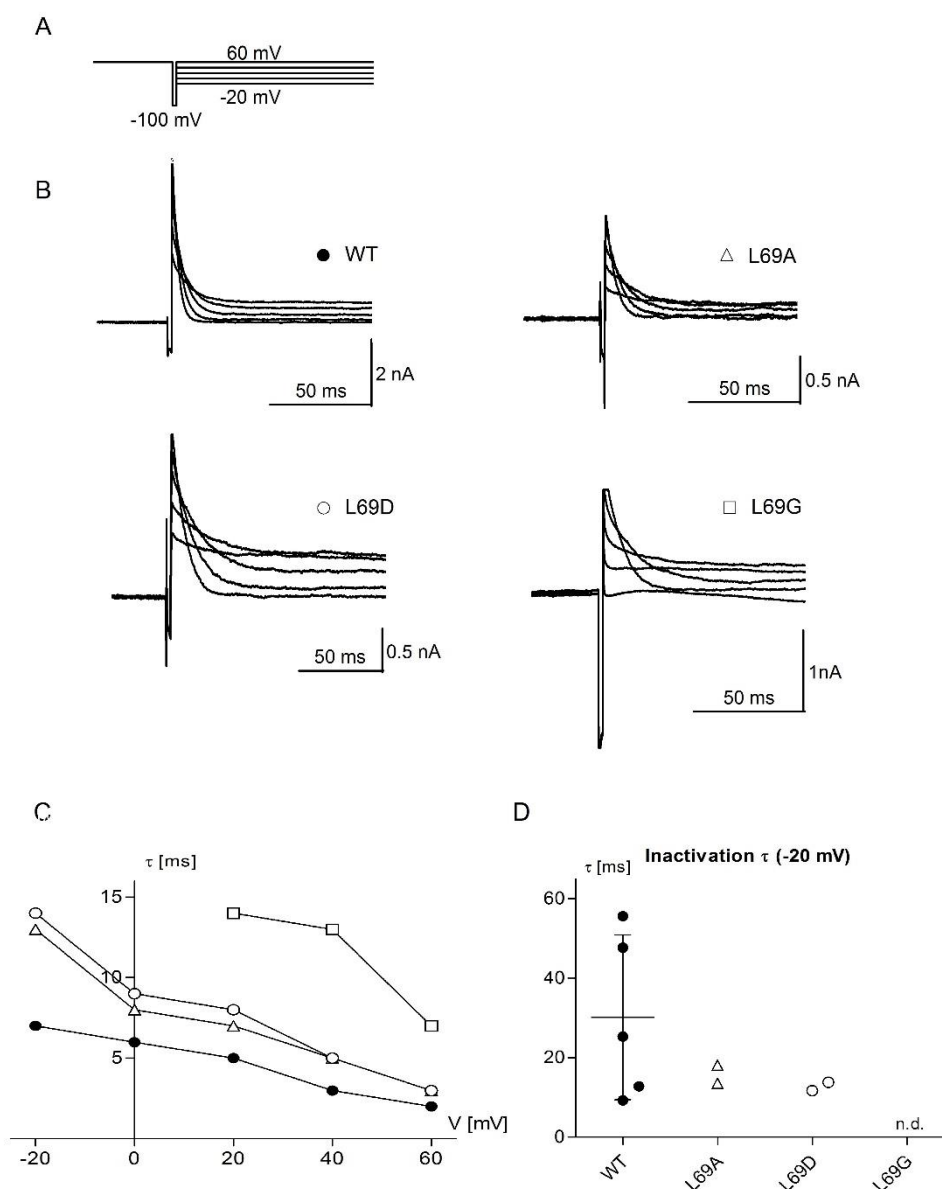 A
60 mV
-20 mV
-100 mV
B
WT
2 nA
50 ms
L69A
0.5 nA
50 ms
L69D
0.5 nA
50 ms
L69G
1nA
50 ms
C
τ [ms]
15
10
5
V [mV]
-20 0 20 40 60
D
Inactivation τ (-20 mV)
τ [ms]
60
40
20
0
n.d.
WT L69A L69D L69G